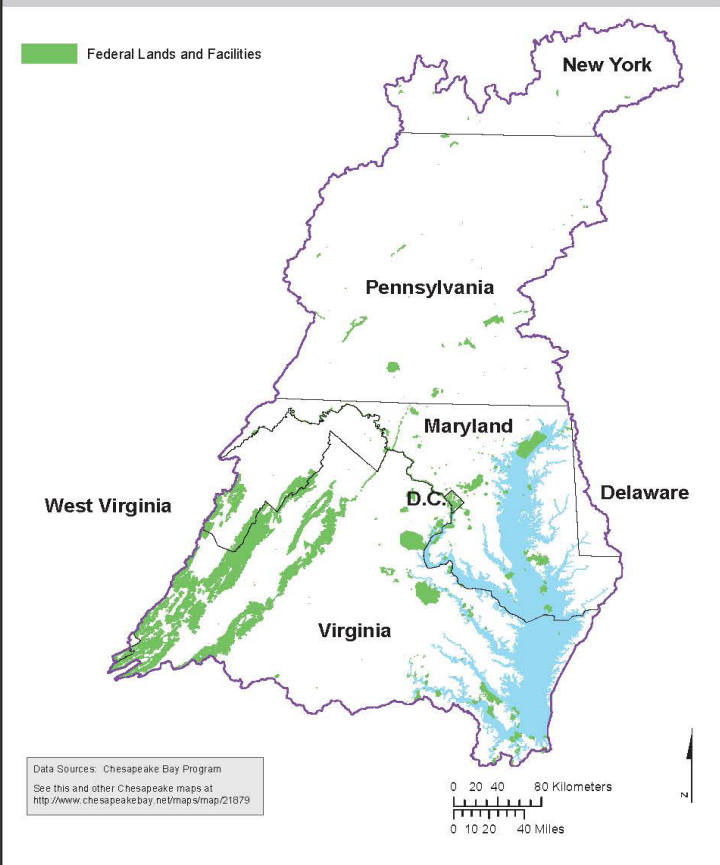 Federal Lands and Facilities
New York
Pennsylvania
Maryland
D.C.
Delaware
West Virginia
Virginia
Data Sources: Chesapeake Bay Program
See this and other Chesapeake maps at
http://www.chesapeakebay.net/maps/map/21879
0 20 40 80 Kilometers
0 10 20 40 Miles
N